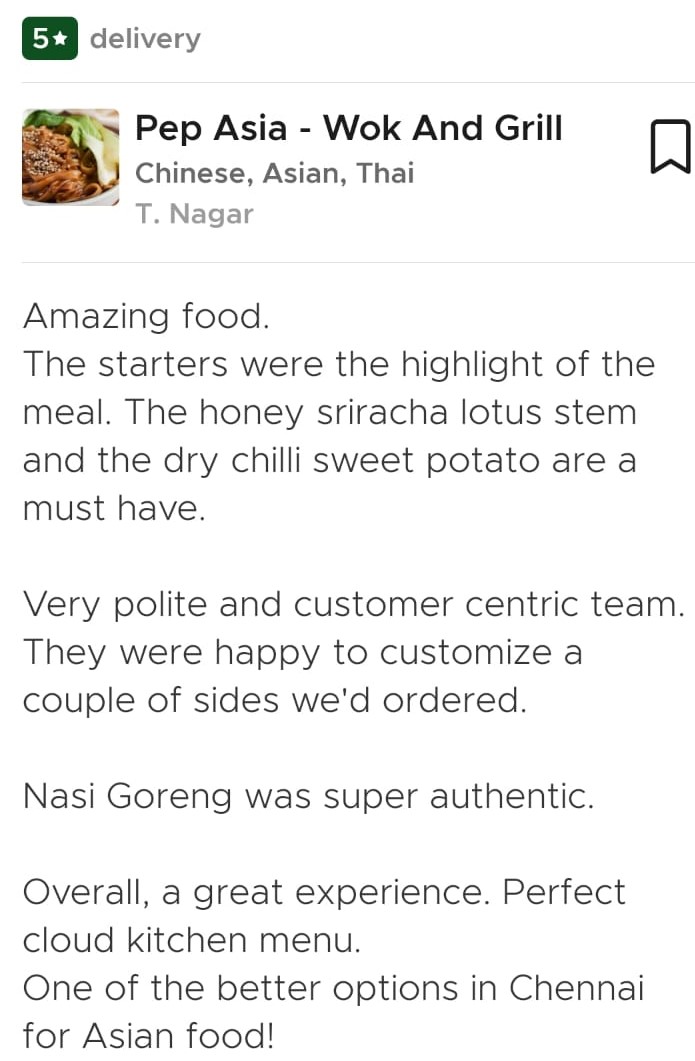 5★ delivery
Pep Asia - Wok And Grill
Chinese, Asian, Thai
T. Nagar
Amazing food.
The starters were the highlight of the
meal. The honey sriracha lotus stem
and the dry chilli sweet potato are a
must have.
Very polite and customer centric team.
They were happy to customize a
couple of sides we'd ordered.
Nasi Goreng was super authentic.
Overall, a great experience. Perfect
cloud kitchen menu.
One of the better options in Chennai
for Asian food!